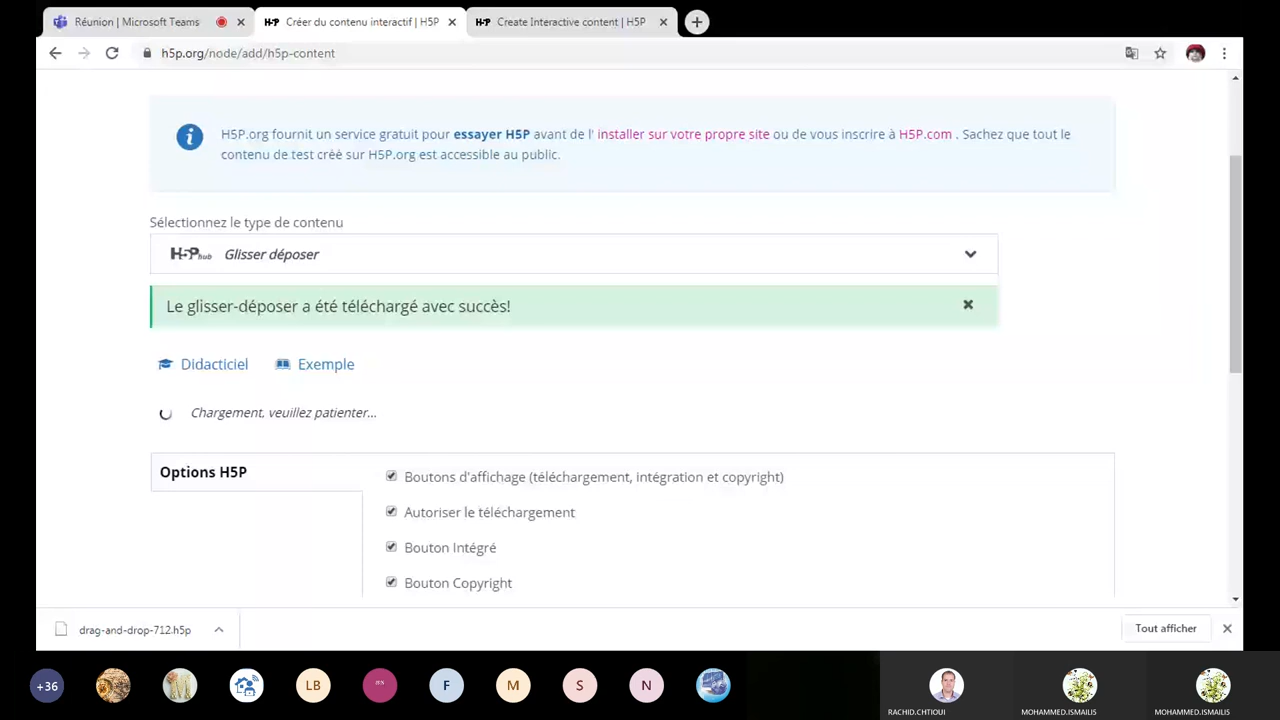 Réunion | Microsoft Teams
Créer du contenu interactif | H5P
Create Interactive content | H5P
h5p.org/node/add/h5p-content
H5P.org fournit un service gratuit pour essayer H5P avant de l' installer sur votre propre site ou de vous inscrire à H5P.com . Sachez que tout le
contenu de test créé sur H5P.org est accessible au public.
Sélectionnez le type de contenu
H5P hub Glisser déposer
Le glisser-déposer a été téléchargé avec succès!
Didacticiel Exemple
Chargement, veuillez patienter...
Options H5P
Boutons d'affichage (téléchargement, intégration et copyright)
Autoriser le téléchargement
Bouton Intégré
Bouton Copyright
drag-and-drop-712.h5p
Tout afficher
+36
LB
F
M
S
N
RACHID.CHTIOUI
MOHAMMED.ISMAILIS
MOHAMMED.ISMAILIS